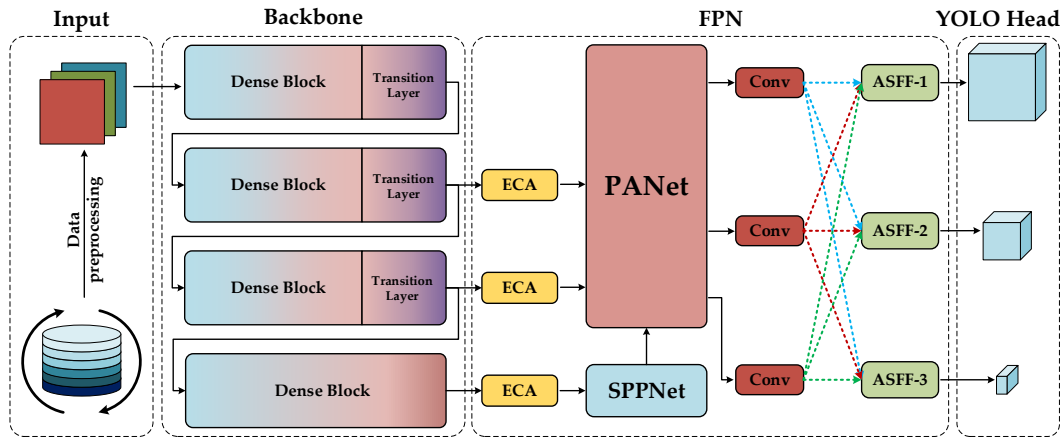 Input
Backbone
FPN
YOLO Head
Dense Block
Transition
Layer
Conv
ASFF-1
Data
preprocessing
Dense Block
Transition
Layer
ECA
PANet
Conv
ASFF-2
Dense Block
Transition
Layer
ECA
Dense Block
ECA
SPPNet
Conv
ASFF-3